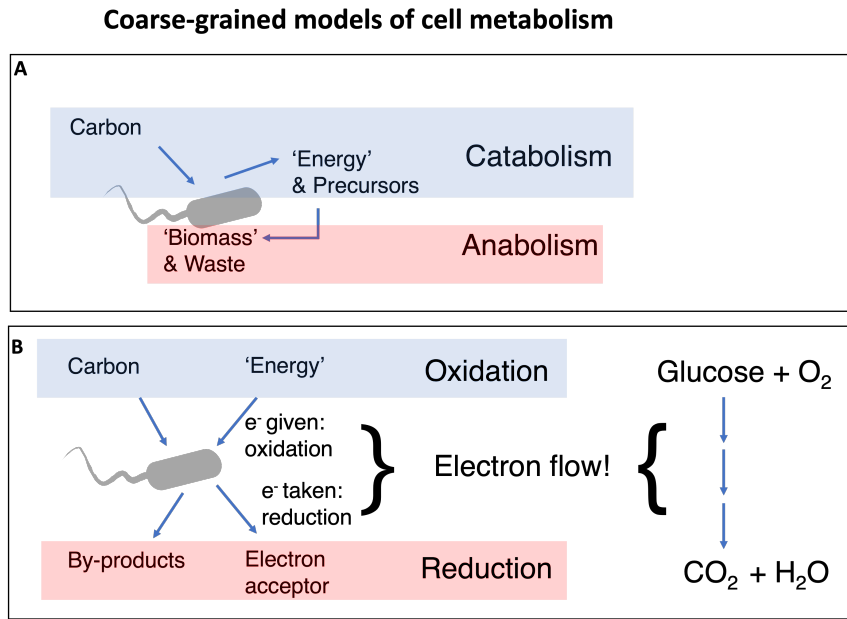 Coarse-grained models of cell metabolism
A
Carbon
‘Energy’
& Precursors
Catabolism
‘Biomass’
& Waste
Anabolism
B
Carbon
‘Energy’
Oxidation
Glucose + O₂
e⁻ given:
oxidation
Electron flow!
e⁻ taken:
reduction
By-products
Electron
acceptor
Reduction
CO₂ + H₂O